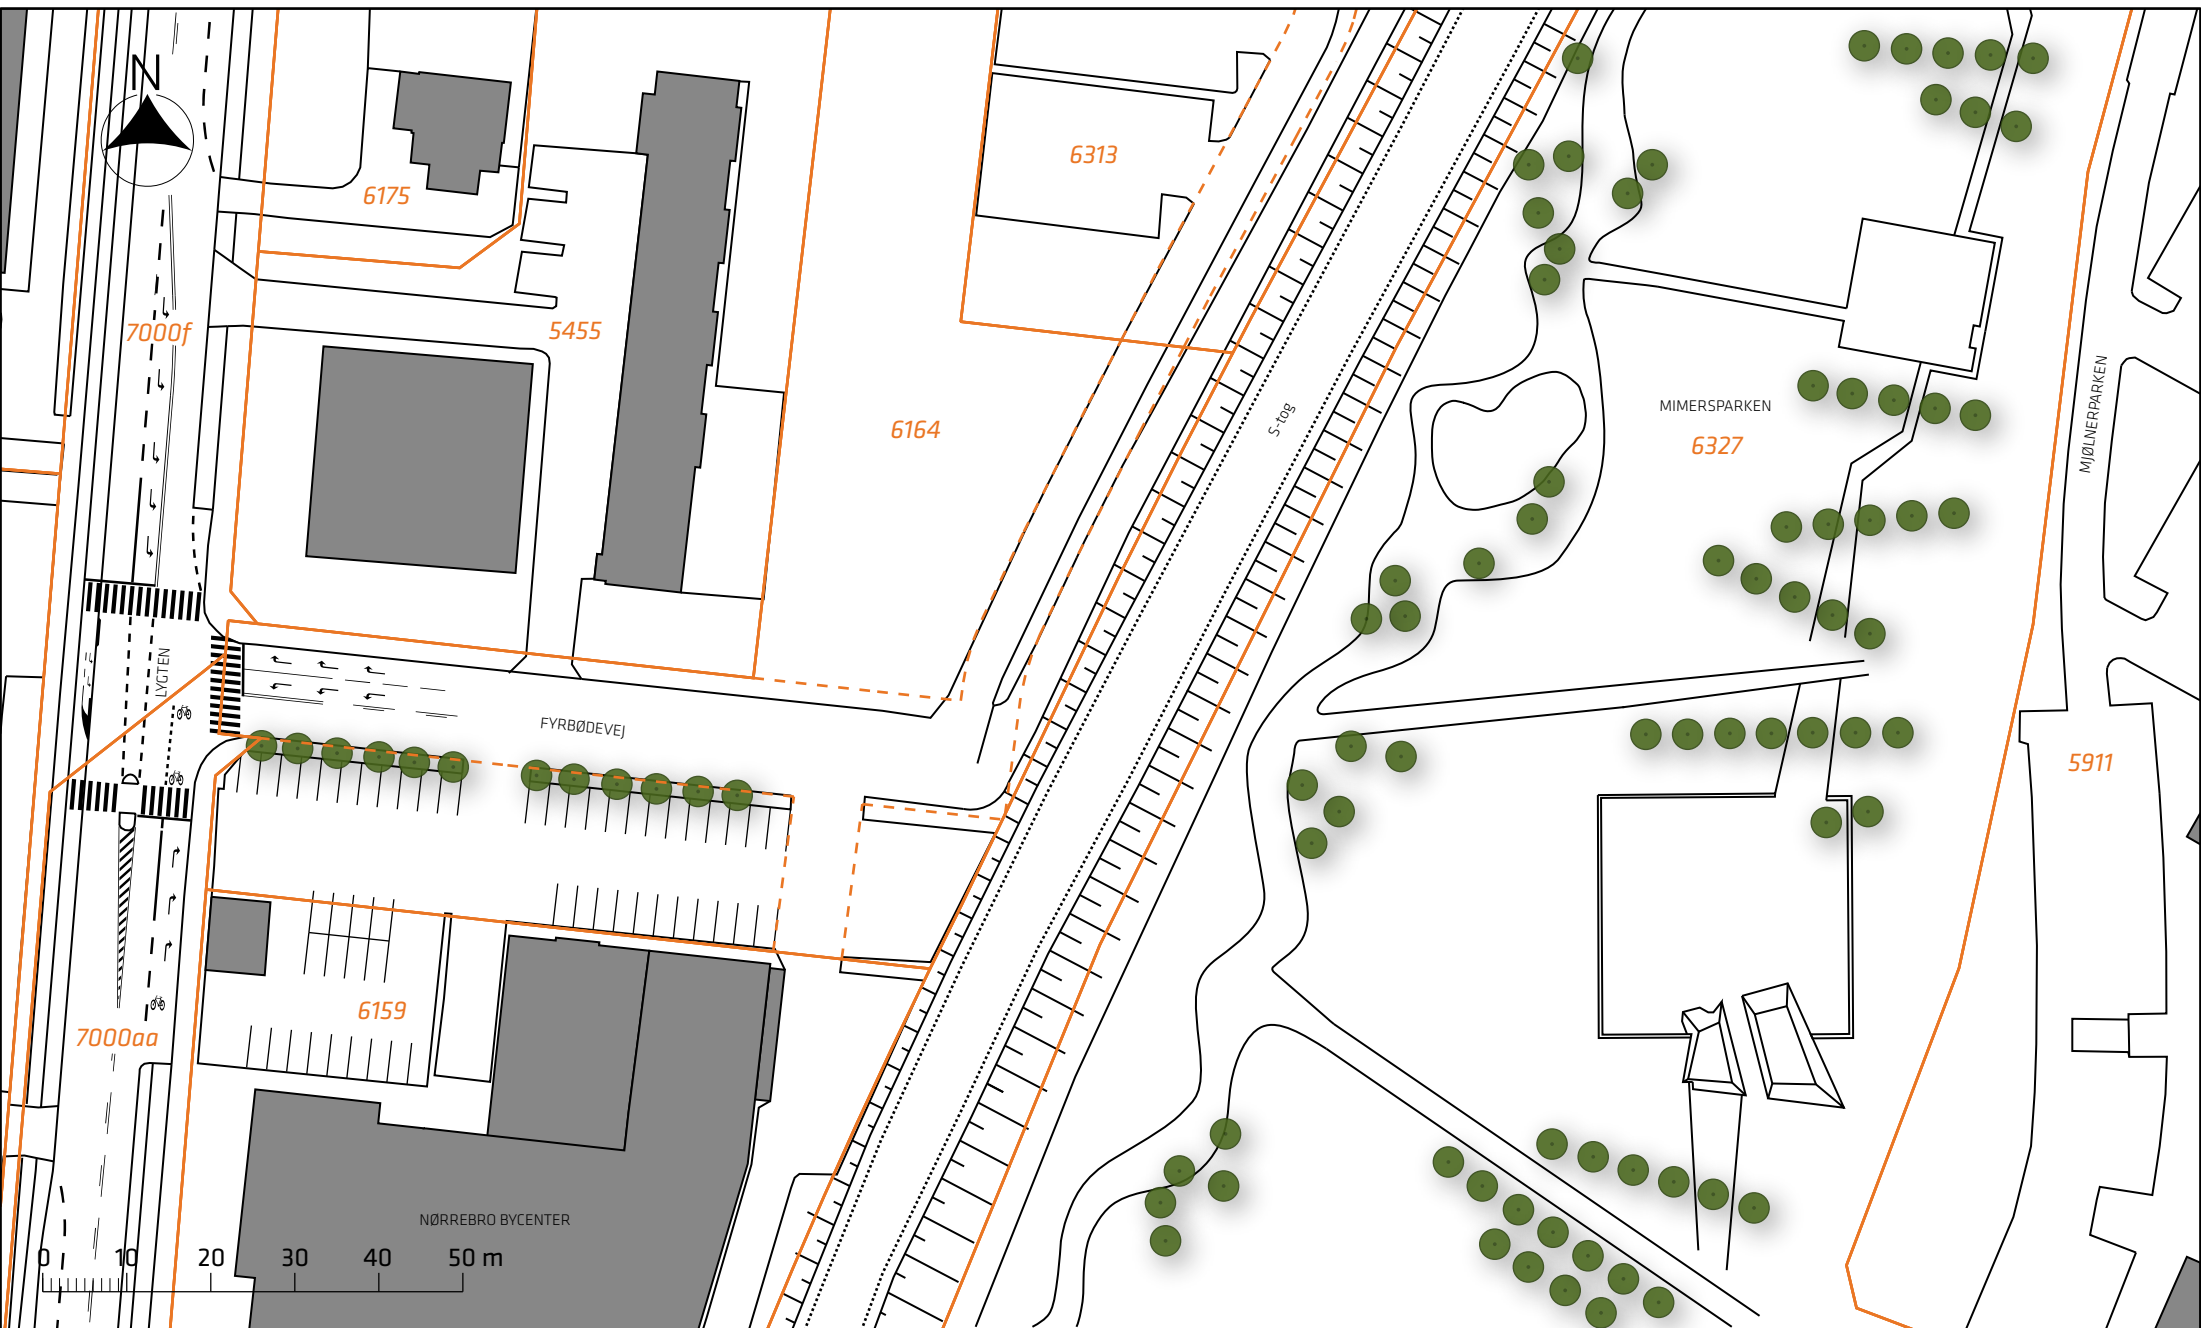 N
6313
6175
7000f
5455
S-tog
MIMERSPARKEN
6327
MJØLNERPARKEN
6164
LYGTEN
FYRBØDEVEJ
5911
6159
7000aa
NØRREBRO BYCENTER
0 10 20 30 40 50 m